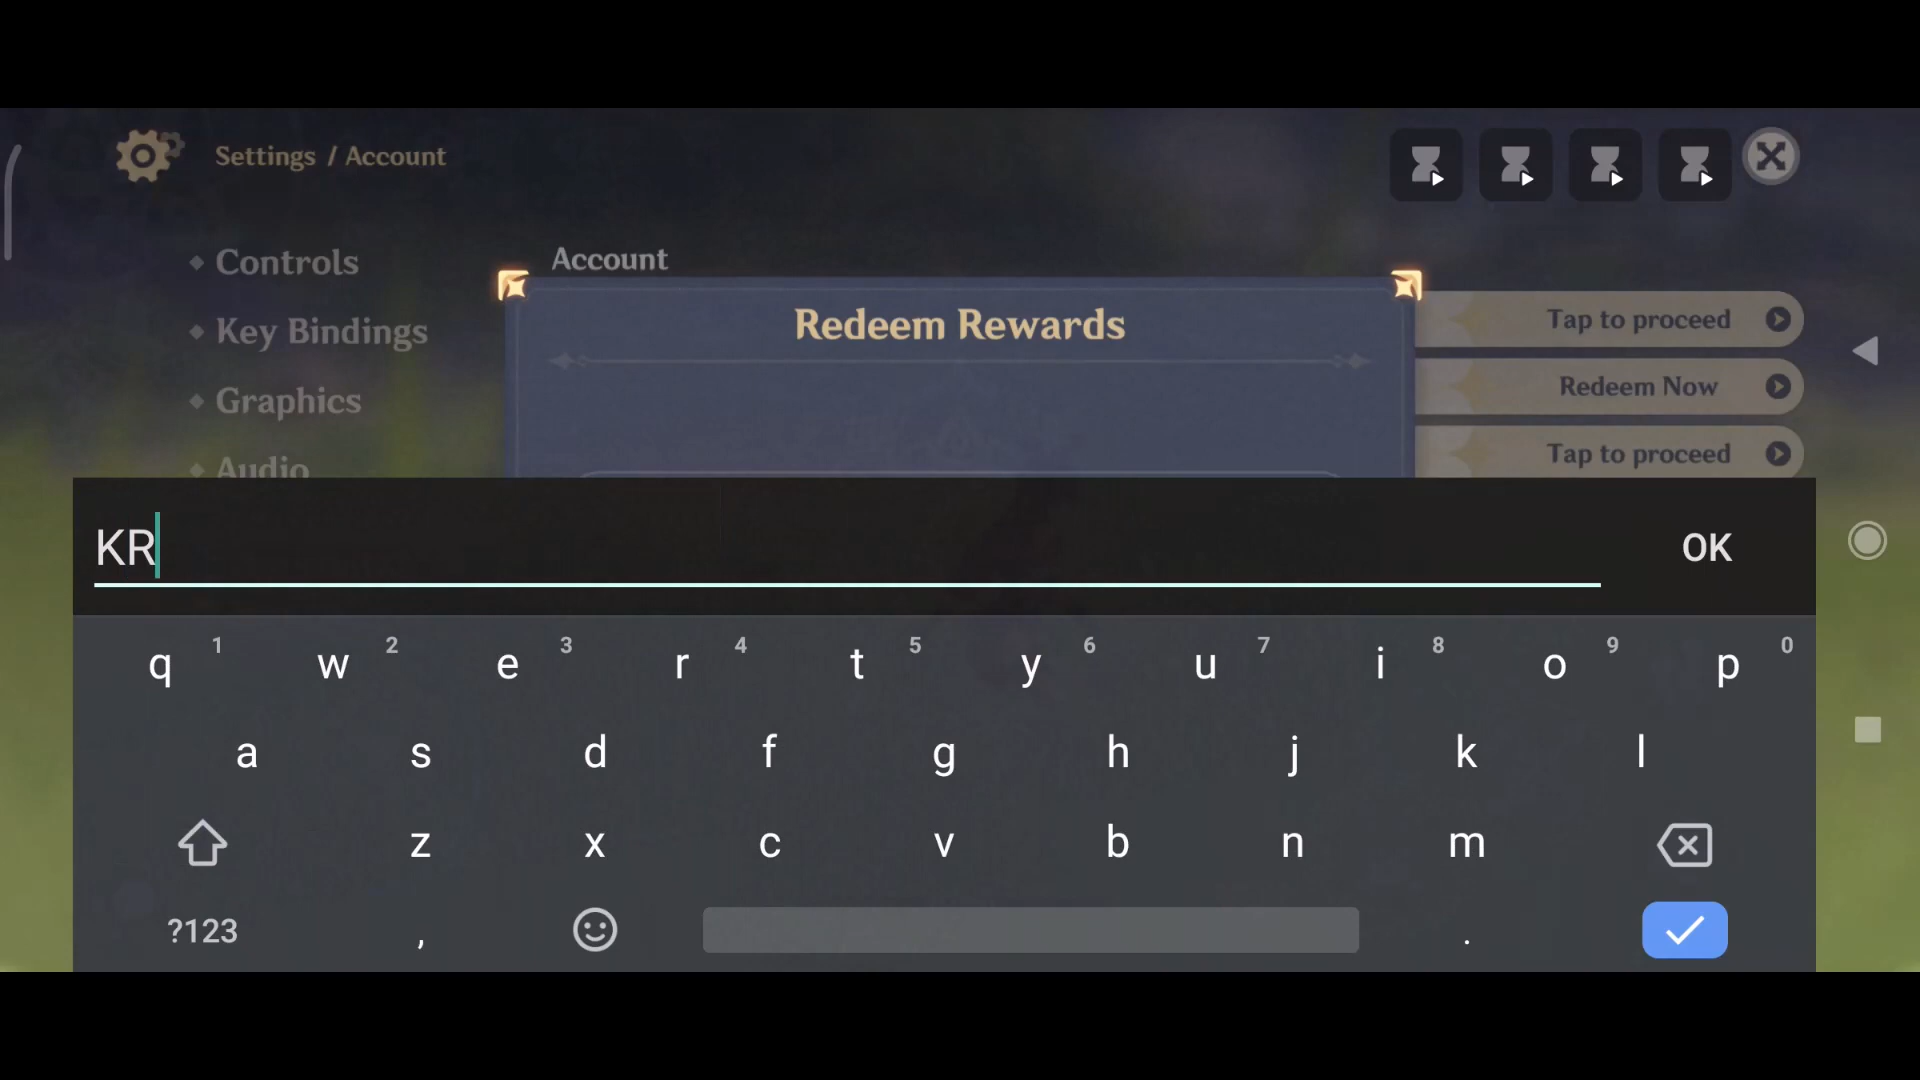 Settings / Account
Controls
Key Bindings
Graphics
Audio
Account
Redeem Rewards
Tap to proceed
Redeem Now
Tap to proceed
KR
OK
q 1 w 2 e 3 r 4 t 5 y 6 u 7 i 8 o 9 p 0
a s d f g h j k l
z x c v b n m
?123 , .